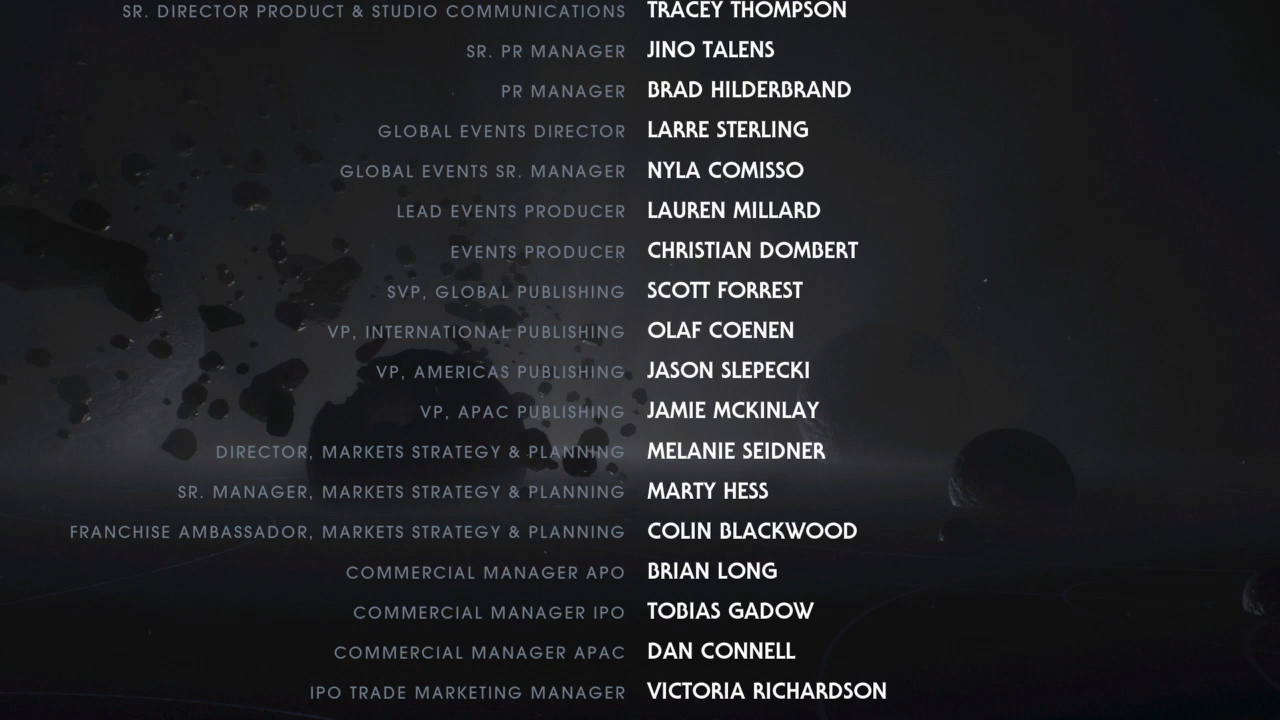 SR. DIRECTOR PRODUCT & STUDIO COMMUNICATIONS TRACEY THOMPSON
SR. PR MANAGER JINO TALENS
PR MANAGER BRAD HILDERBRAND
GLOBAL EVENTS DIRECTOR LARRE STERLING
GLOBAL EVENTS SR. MANAGER NYLA COMISSO
LEAD EVENTS PRODUCER LAUREN MILLARD
EVENTS PRODUCER CHRISTIAN DOMBERT
SVP, GLOBAL PUBLISHING SCOTT FORREST
VP, INTERNATIONAL PUBLISHING OLAF COENEN
VP, AMERICAS PUBLISHING JASON SLEPECKI
VP, APAC PUBLISHING JAMIE MCKINLAY
DIRECTOR, MARKETS STRATEGY & PLANNING MELANIE SEIDNER
SR. MANAGER, MARKETS STRATEGY & PLANNING MARTY HESS
FRANCHISE AMBASSADOR, MARKETS STRATEGY & PLANNING COLIN BLACKWOOD
COMMERCIAL MANAGER APO BRIAN LONG
COMMERCIAL MANAGER IPO TOBIAS GADOW
COMMERCIAL MANAGER APAC DAN CONNELL
IPO TRADE MARKETING MANAGER VICTORIA RICHARDSON